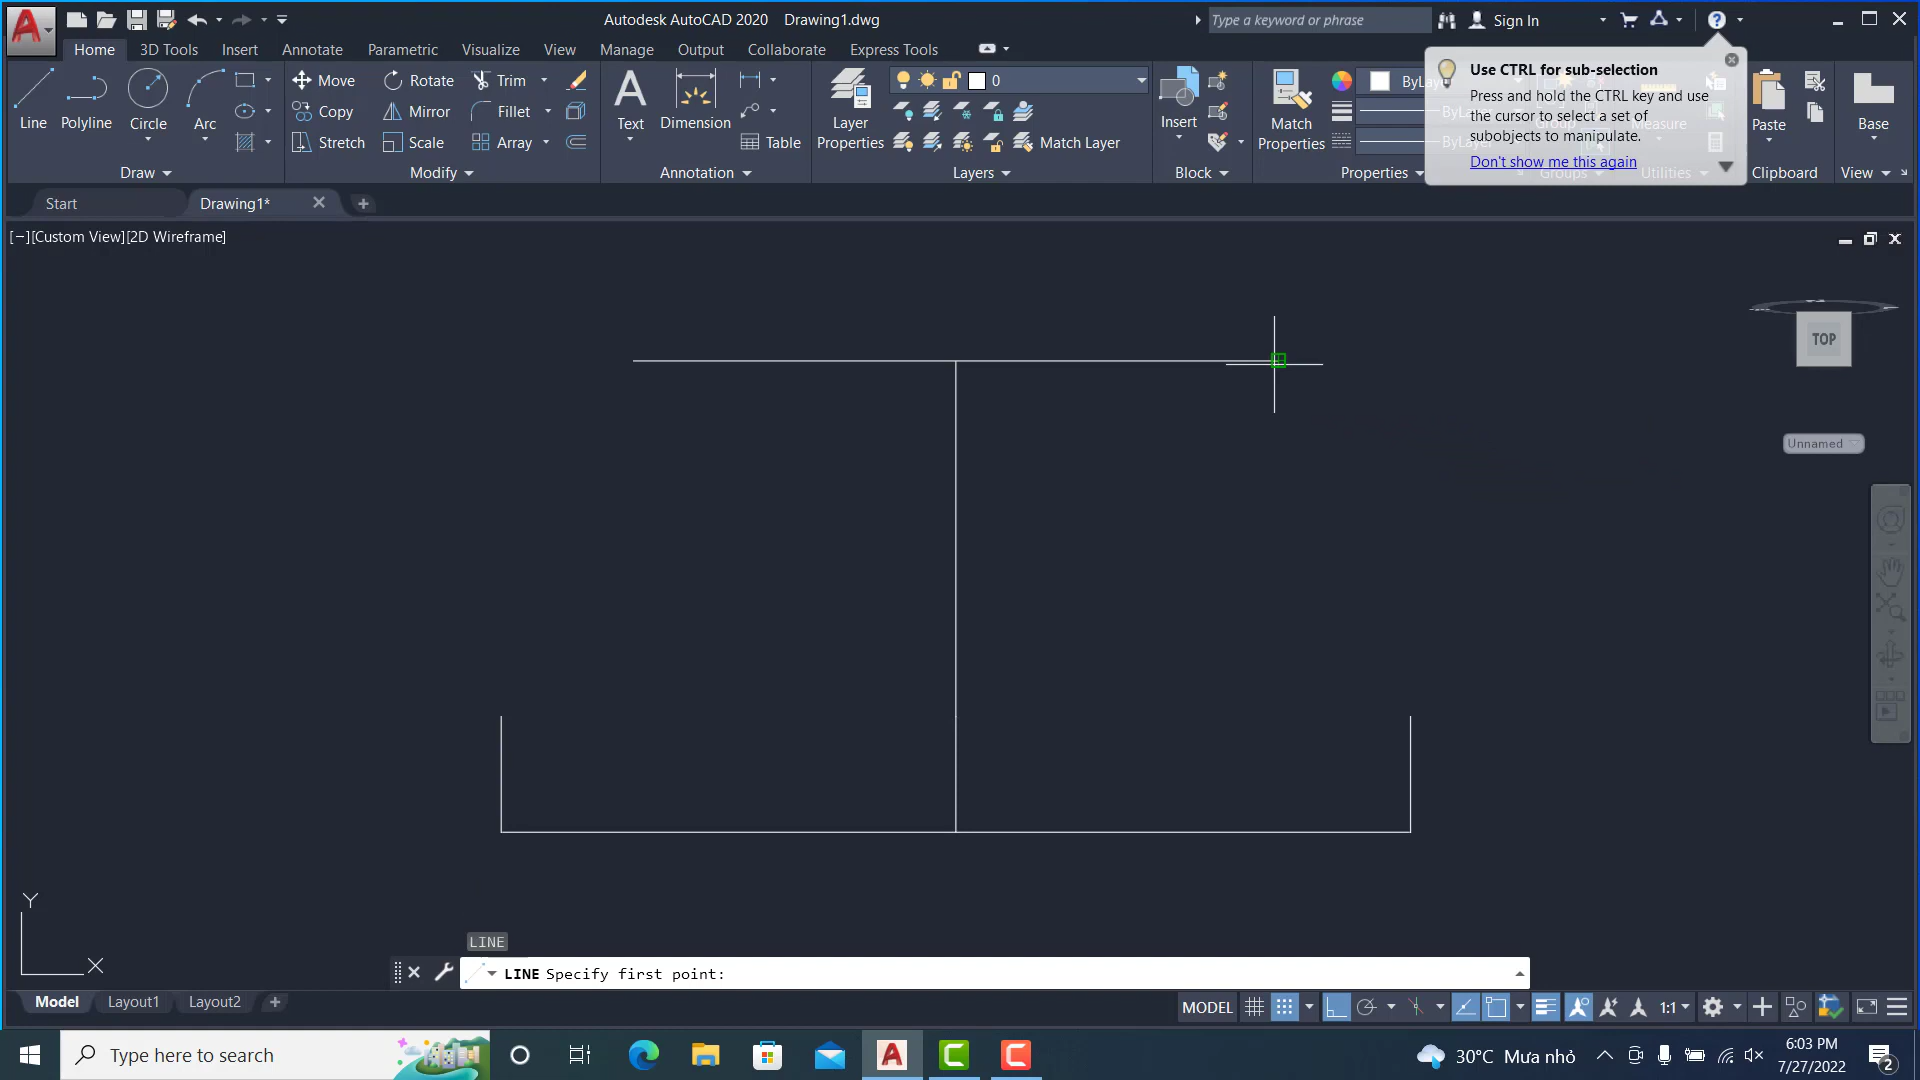 Autodesk AutoCAD 2020 Drawing1.dwg
Type a keyword or phrase
Sign In
Home 3D Tools Insert Annotate Parametric Visualize View Manage Output Collaborate Express Tools
Line Polyline Circle Arc
Move Rotate Trim
Copy Mirror Fillet
Stretch Scale Array
Text Dimension Table
Layer Properties
0
Match Layer
Insert
Match Properties
ByLayer
ByLayer
Measure
Paste
Base
Use CTRL for sub-selection
Press and hold the CTRL key and use
the cursor to select a set of
subobjects to manipulate.
Don't show me this again
Draw Modify Annotation Layers Block Properties Groups Utilities Clipboard View
Start Drawing1*
[−][Custom View][2D Wireframe]
TOP
Unnamed
Y
X
LINE
LINE Specify first point:
Model Layout1 Layout2
MODEL 1:1
Type here to search
30°C Mưa nhỏ
6:03 PM
7/27/2022
2